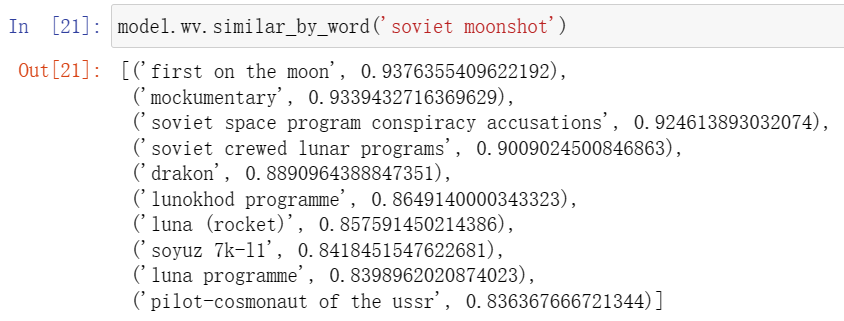 In [21]: model.wv.similar_by_word('soviet moonshot')
Out[21]: [('first on the moon', 0.9376355409622192),
('mockumentary', 0.9339432716369629),
('soviet space program conspiracy accusations', 0.924613893032074),
('soviet crewed lunar programs', 0.9009024500846863),
('drakon', 0.8890964388847351),
('lunokhod programme', 0.8649140000343323),
('luna (rocket)', 0.857591450214386),
('soyuz 7k-l1', 0.8418451547622681),
('luna programme', 0.8398962020874023),
('pilot-cosmonaut of the ussr', 0.836367666721344)]